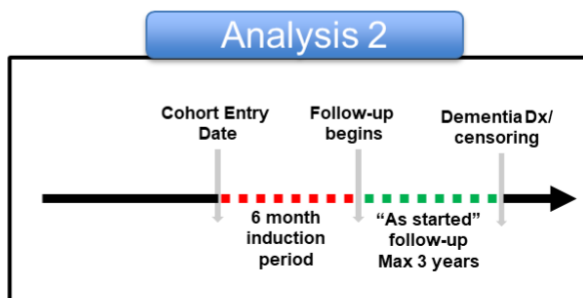 Analysis 2
Cohort Entry
Date
Follow-up
begins
Dementia Dx/
censoring
6 month
induction
period
“As started”
follow-up
Max 3 years